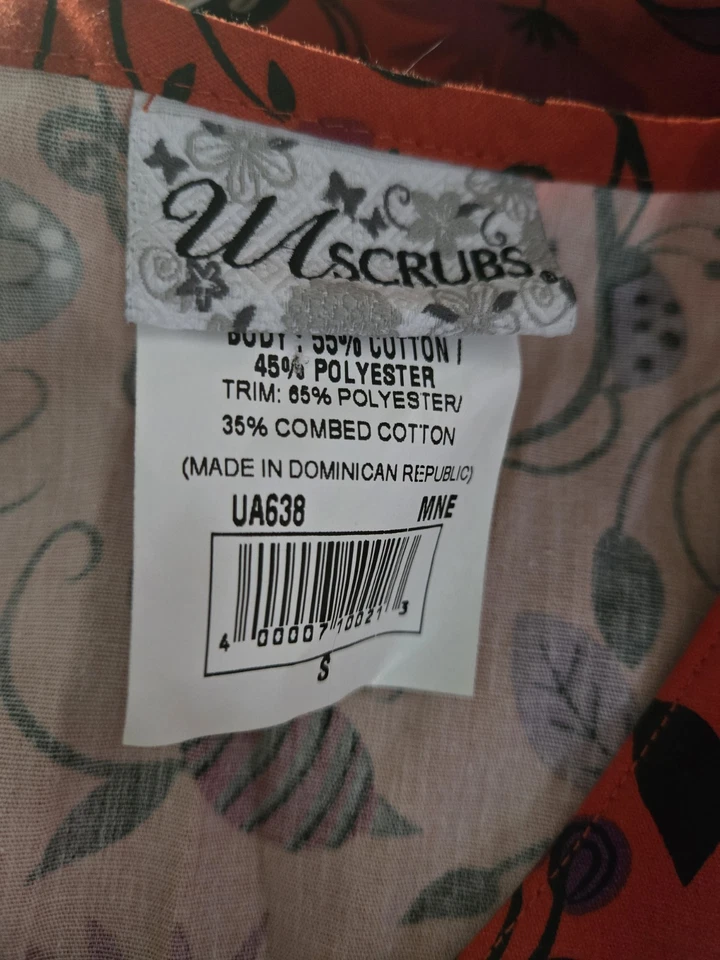 UA SCRUBS®
BODY: 55% COTTON /
45% POLYESTER
TRIM: 65% POLYESTER/
35% COMBED COTTON
(MADE IN DOMINICAN REPUBLIC)
UA638 MNE
4 00007 10021 3
S